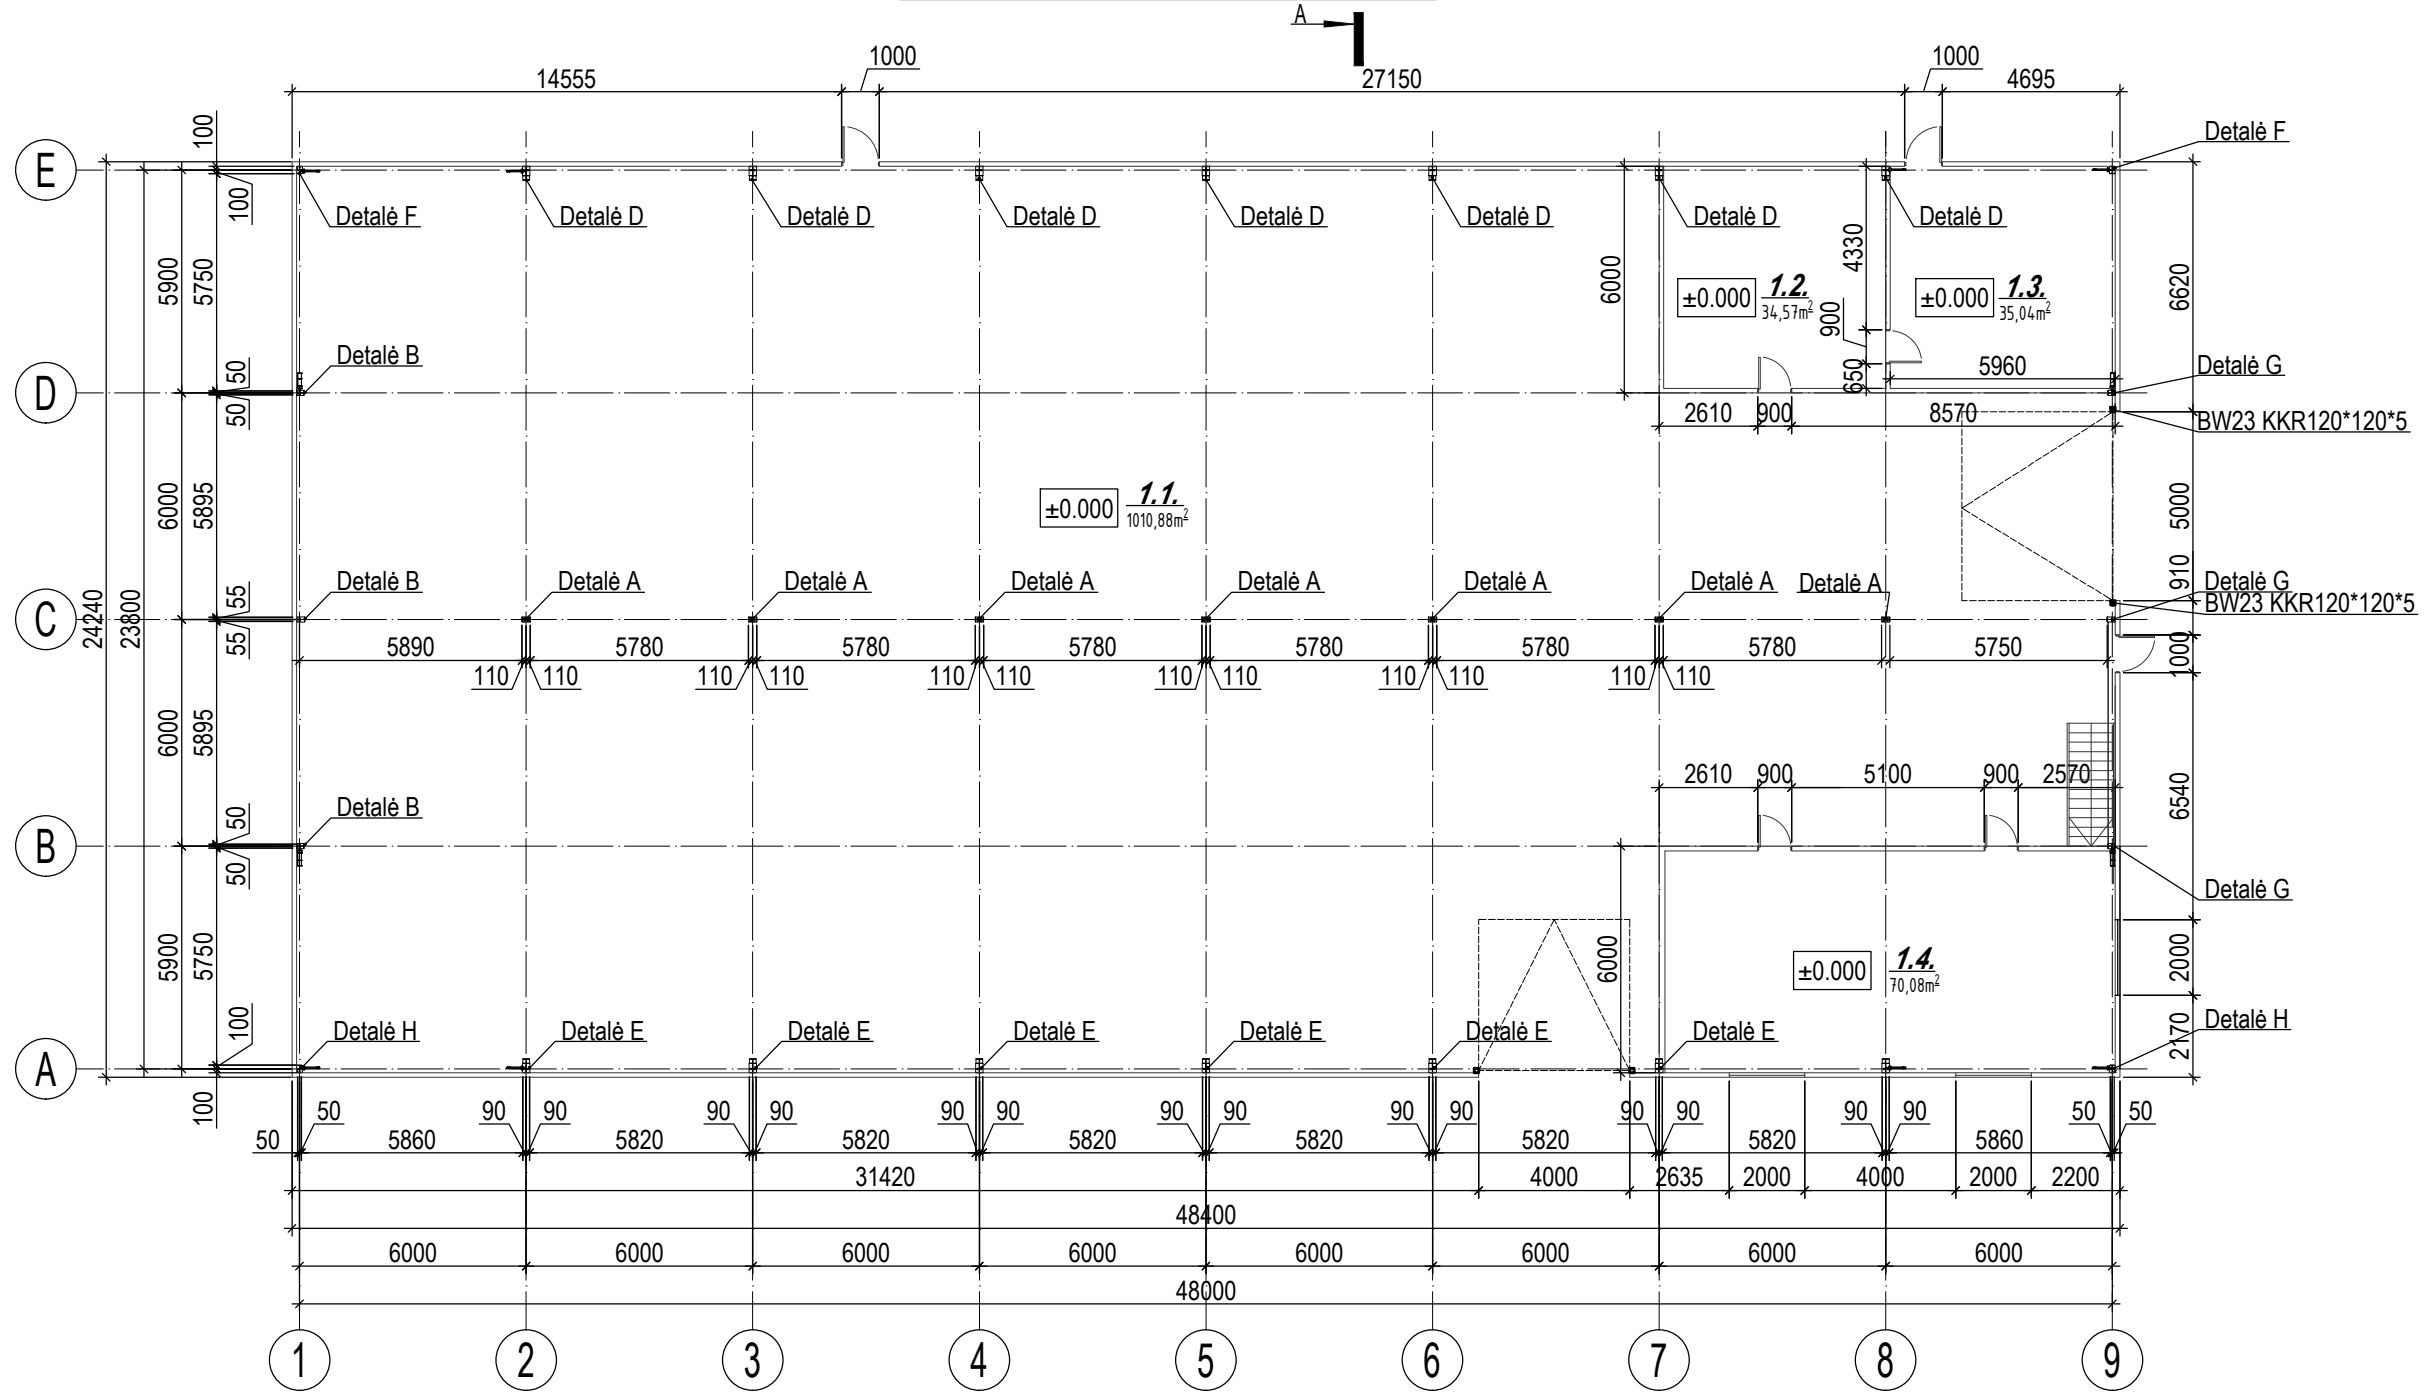 A
1000 1000
14555 27150 4695
100
Detalė F
E
100
Detalė F Detalė D Detalė D Detalė D Detalė D Detalė D Detalė D Detalė D
5900 5750 6000 4330 6620
±0.000 1.2. ±0.000 1.3.
34,57m² 35,04m²
900
50 Detalė B Detalė G
5960
D
650
50 2610 900 8570
BW23 KKR120*120*5
6000 5895 5000
±0.000 1.1.
1010,88m²
55 Detalė B Detalė A Detalė A Detalė A Detalė A Detalė A Detalė A Detalė A 910 Detalė G
BW23 KKR120*120*5
C
24240 23800
55
5890 5780 5780 5780 5780 5780 5780 5750 1000
110 110 110 110 110 110 110 110 110 110 110 110
6000 5895
2610 900 5100 900 2570
6540
50 Detalė B
B
50
Detalė G
5900 5750 6000 2000
±0.000 1.4.
70,08m²
100 Detalė H Detalė E Detalė E Detalė E Detalė E Detalė E Detalė E Detalė H
2170
A
100
50 90 90 90 90 90 90 90 90 90 90 90 90 90 90 50 50
50 5860 5820 5820 5820 5820 5820 5820 5860
31420 4000 2635 2000 4000 2000 2200
48400
6000 6000 6000 6000 6000 6000 6000 6000
48000
1 2 3 4 5 6 7 8 9